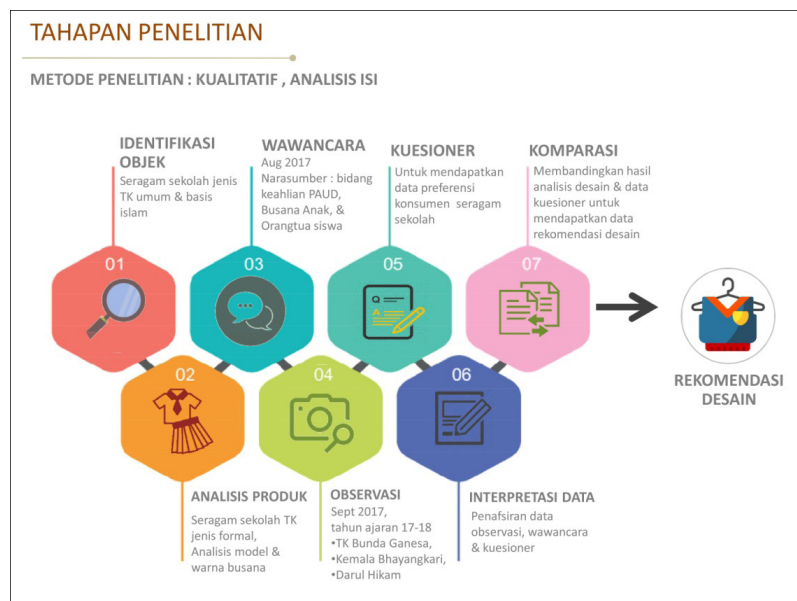 TAHAPAN PENELITIAN
METODE PENELITIAN : KUALITATIF , ANALISIS ISI
IDENTIFIKASI
OBJEK
Seragam sekolah jenis
TK umum & basis
islam
01
ANALISIS PRODUK
Seragam sekolah TK
jenis formal,
Analisis model &
warna busana
02
WAWANCARA
Aug 2017
Narasumber : bidang
keahlian PAUD,
Busana Anak, &
Orangtua siswa
03
OBSERVASI
Sept 2017,
tahun ajaran 17-18
•TK Bunda Ganesa,
•Kemala Bhayangkari,
•Darul Hikam
04
KUESIONER
Untuk mendapatkan
data preferensi
konsumen seragam
sekolah
05
Q
A
INTERPRETASI DATA
Penafsiran data
observasi, wawancara
& kuesioner
06
KOMPARASI
Membandingkan hasil
analisis desain & data
kuesioner untuk
mendapatkan data
rekomendasi desain
07
REKOMENDASI
DESAIN